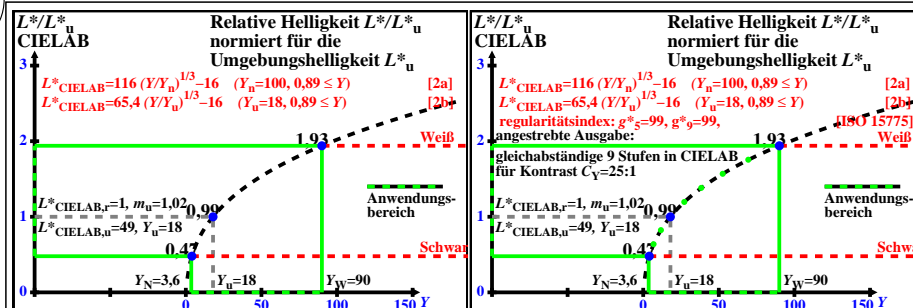 L*/L*u
CIELAB
Relative Helligkeit L*/L*u
normiert für die
Umgebungshelligkeit L*u
3
L*CIELAB=116 (Y/Yn)1/3–16 (Yn=100, 0,89 ≤ Y) [2a]
L*CIELAB=65,4 (Y/Yu)1/3–16 (Yu=18, 0,89 ≤ Y) [2b]
1,93
Weiß
2
Anwendungs-
bereich
L*CIELAB,r=1, mu=1,02
0,99
1
L*CIELAB,u=49, Yu=18
0,47
Schwar
YN=3,6 Yu=18 YW=90
0
0 50 100 150 Y
L*/L*u
CIELAB
Relative Helligkeit L*/L*u
normiert für die
Umgebungshelligkeit L*u
3
L*CIELAB=116 (Y/Yn)1/3–16 (Yn=100, 0,89 ≤ Y) [2a]
L*CIELAB=65,4 (Y/Yu)1/3–16 (Yu=18, 0,89 ≤ Y) [2b]
regularitätsindex: g*5=99, g*9=99, [ISO 15775]
angestrebte Ausgabe:
1,93
Weiß
2
gleichabständige 9 Stufen in CIELAB
für Kontrast CY=25:1
Anwendungs-
bereich
L*CIELAB,r=1, mu=1,02
0,99
1
L*CIELAB,u=49, Yu=18
0,47
Schwar
YN=3,6 Yu=18 YW=90
0
0 50 100 150 Y